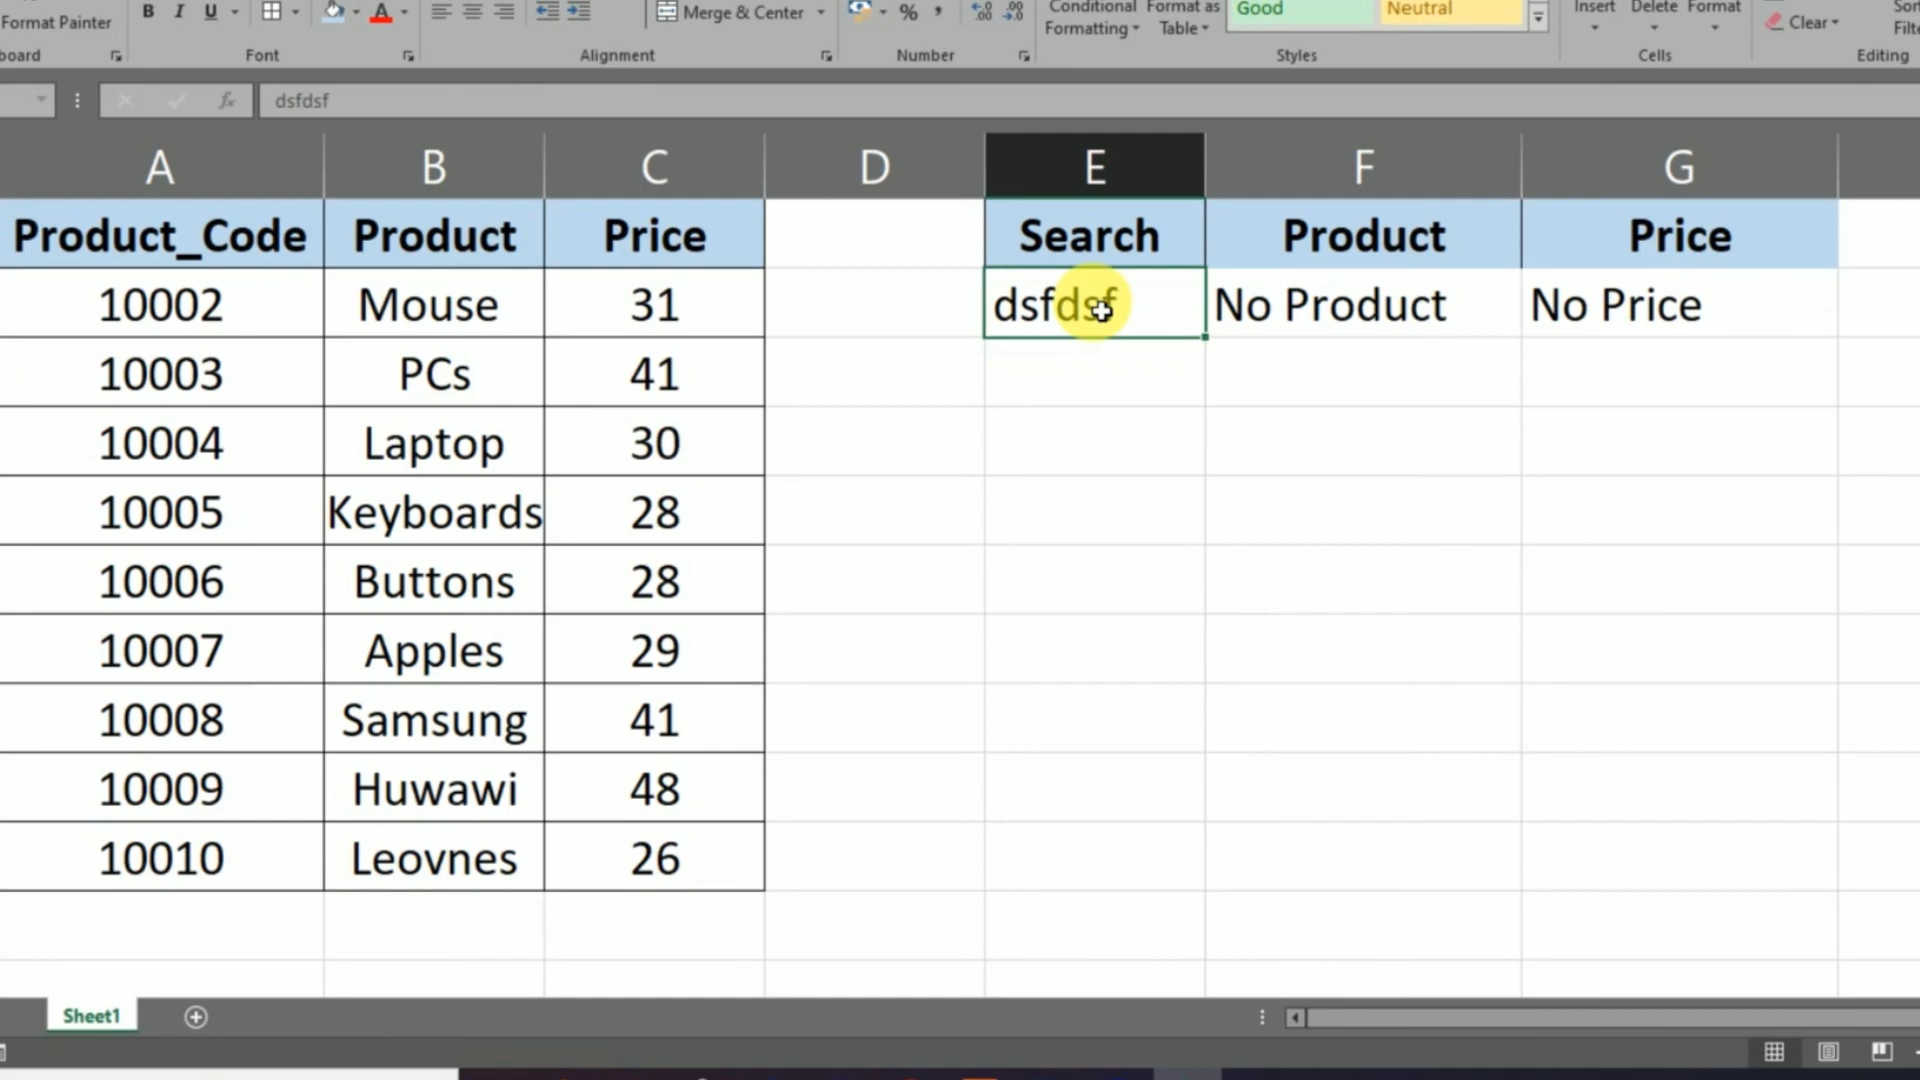 Format Painter
B I U A
Merge & Center
% ,
Conditional Formatting
Format as Table
Good
Neutral
Insert
Delete
Format
Clear
Font
Alignment
Number
Styles
Cells
Editing
fx dsfdsf
A B C D E F G
Product_Code Product Price Search Product Price
10002 Mouse 31 dsfdsf No Product No Price
10003 PCs 41
10004 Laptop 30
10005 Keyboards 28
10006 Buttons 28
10007 Apples 29
10008 Samsung 41
10009 Huwawi 48
10010 Leovnes 26
Sheet1